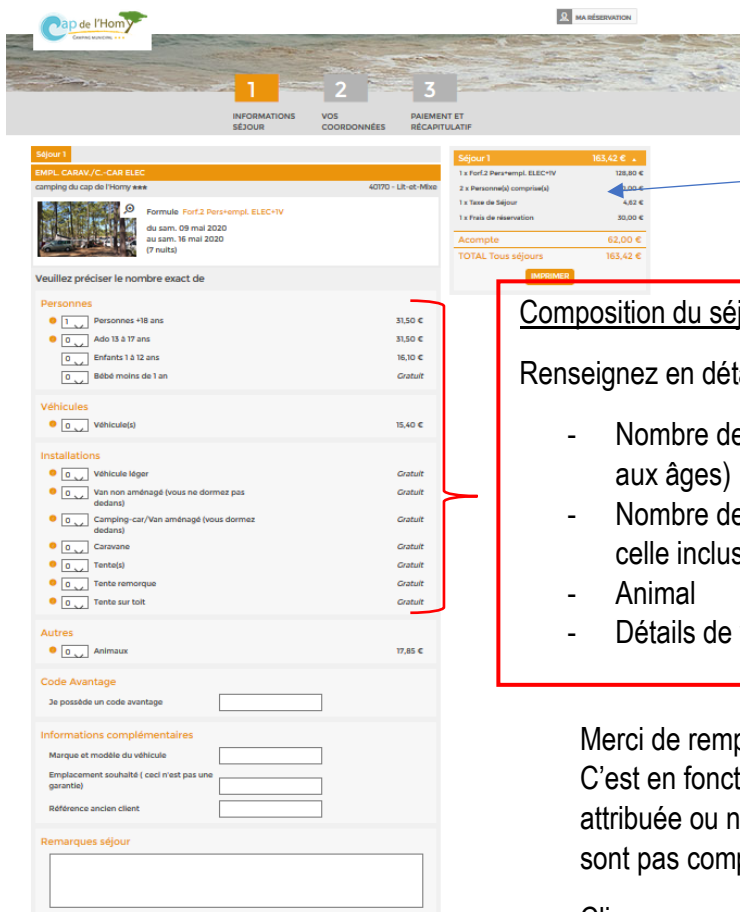 Cap de l'Homy
CAMPING MUNICIPAL ***
MA RÉSERVATION
1
INFORMATIONS
SÉJOUR
2
VOS
COORDONNÉES
3
PAIEMENT ET
RÉCAPITULATIF
Séjour 1
EMPL. CARAV./C.-CAR ELEC
camping du cap de l'Homy ★★★ 40170 - Lit-et-Mixe
Formule Forf.2 Pers+empl. ELEC+1V
du sam. 09 mai 2020
au sam. 16 mai 2020
(7 nuits)
Veuillez préciser le nombre exact de
Personnes
1 Personnes +18 ans 31,50 €
0 Ado 13 à 17 ans 31,50 €
0 Enfants 1 à 12 ans 16,10 €
0 Bébé moins de 1 an Gratuit
Véhicules
0 Véhicule(s) 15,40 €
Installations
0 Véhicule léger Gratuit
0 Van non aménagé (vous ne dormez pas Gratuit
dedans)
0 Camping-car/Van aménagé (vous dormez Gratuit
dedans)
0 Caravane Gratuit
0 Tente(s) Gratuit
0 Tente remorque Gratuit
0 Tente sur toit Gratuit
Autres
0 Animaux 17,85 €
Code Avantage
Je possède un code avantage
Informations complémentaires
Marque et modèle du véhicule
Emplacement souhaité ( ceci n'est pas une
garantie)
Référence ancien client
Remarques séjour
Séjour 1 163,42 €
1 x Forf.2 Pers+empl. ELEC+1V 128,80 €
2 x Personne(s) comprise(s) 0,00 €
1 x Taxe de Séjour 4,62 €
1 x Frais de réservation 30,00 €
Acompte 62,00 €
TOTAL Tous séjours 163,42 €
IMPRIMER
Composition du séj
Renseignez en dét
- Nombre de
aux âges)
- Nombre de
celle inclus
- Animal
- Détails de
Merci de remp
C'est en fonct
attribuée ou n
sont pas comp